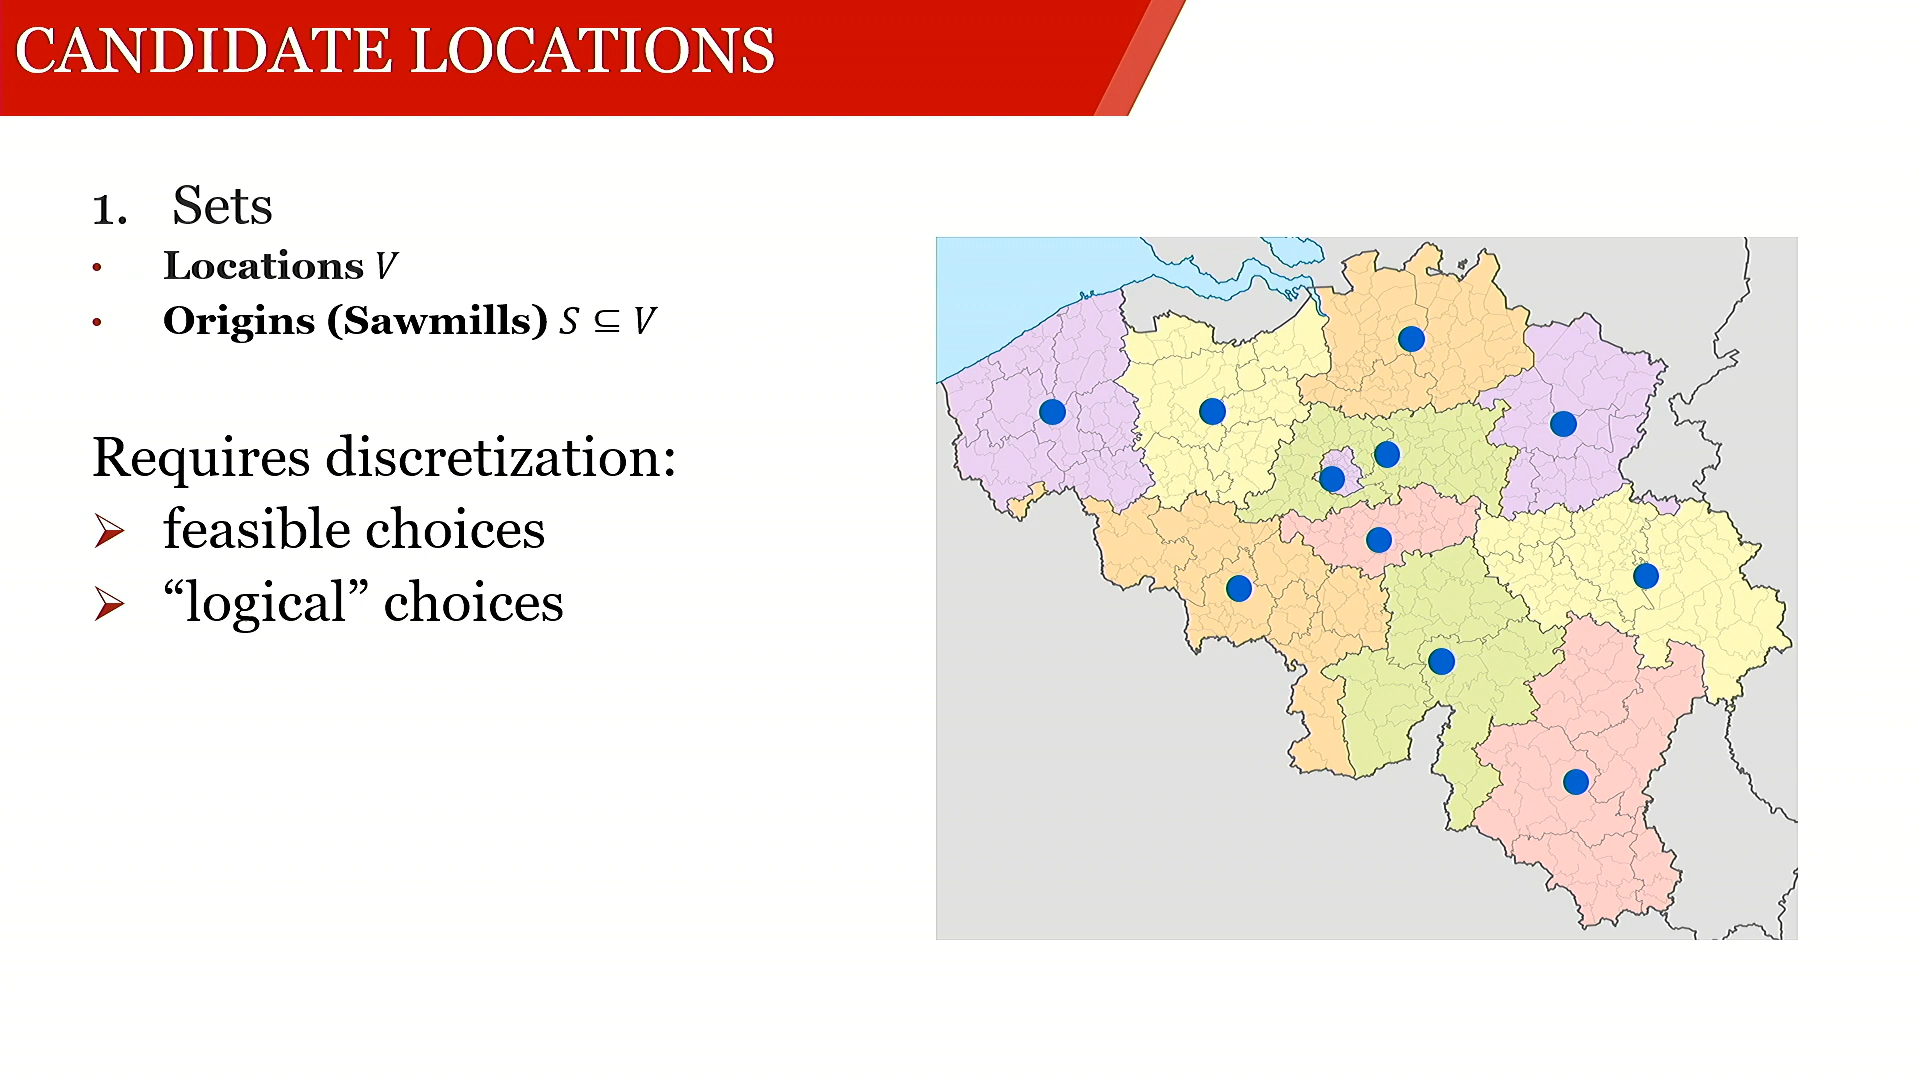 CANDIDATE LOCATIONS
1. Sets
• Locations V
• Origins (Sawmills) S ⊆ V
Requires discretization:
➢ feasible choices
➢ “logical” choices